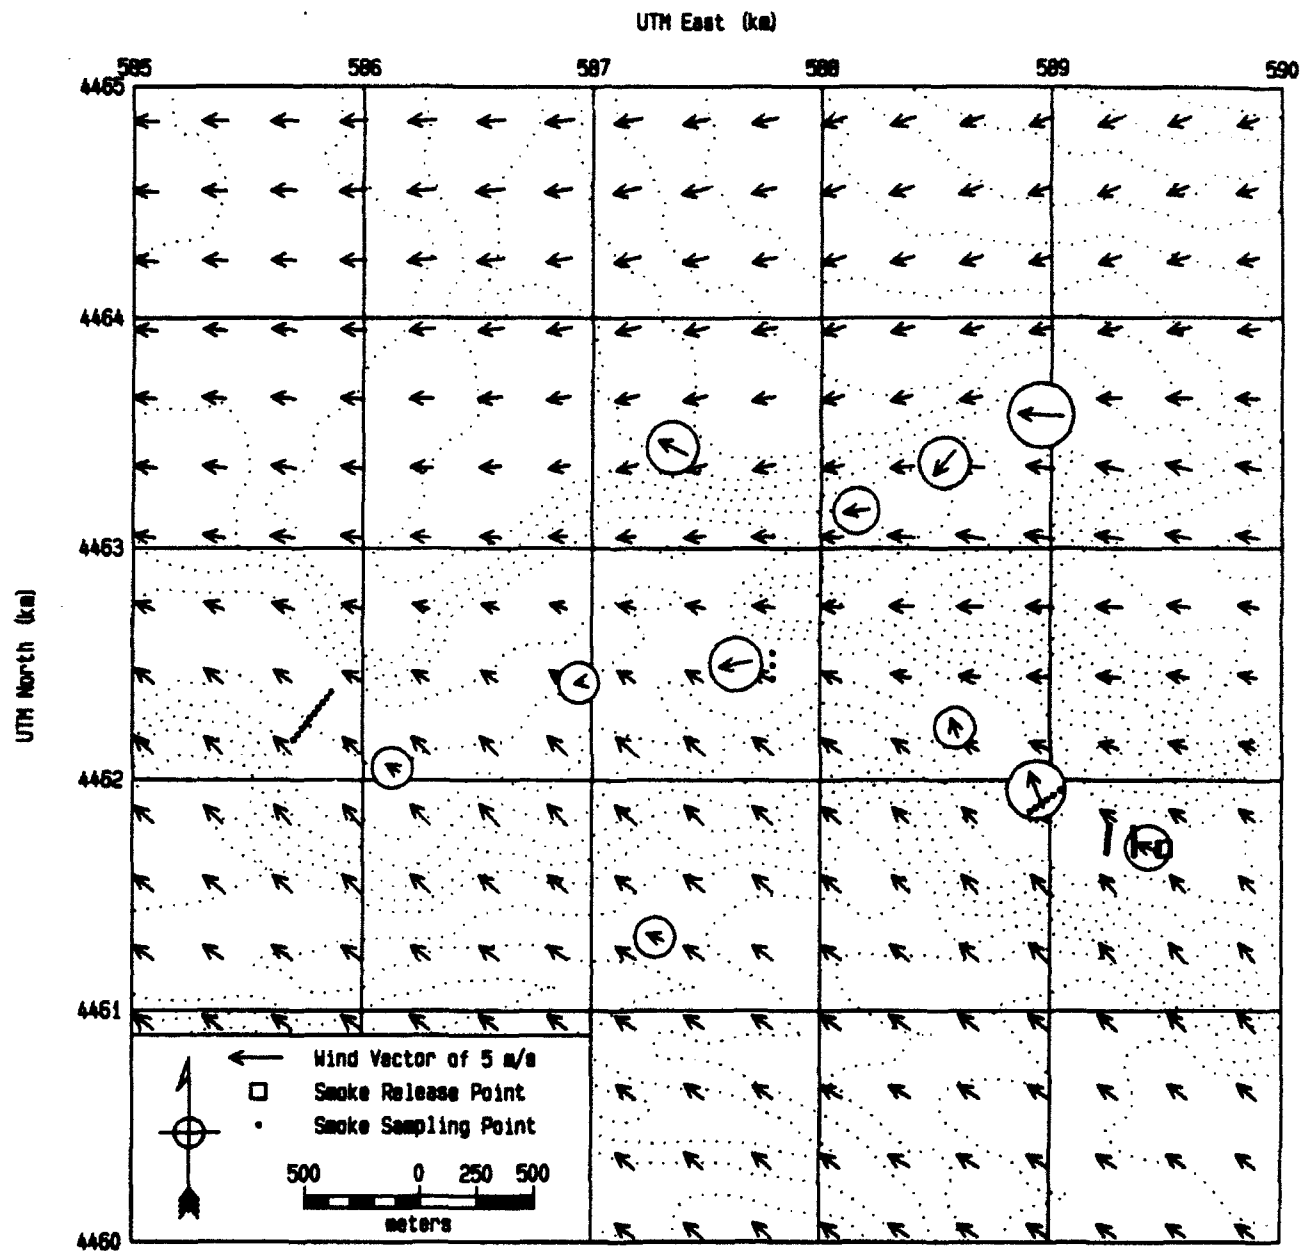 UTM East (km)
585 586 587 588 589 590
4465
4464
4463
UTM North (km)
4462
4461
Wind Vector of 5 m/s
Smoke Release Point
Smoke Sampling Point
500 0 250 500
meters
4460